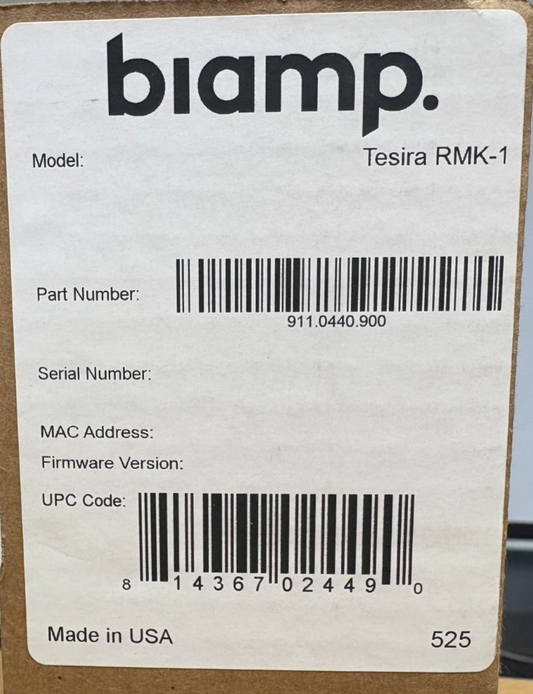 biamp.
Model: Tesira RMK-1
Part Number:
911.0440.900
Serial Number:
MAC Address:
Firmware Version:
UPC Code:
8 14367 02449 0
Made in USA 525